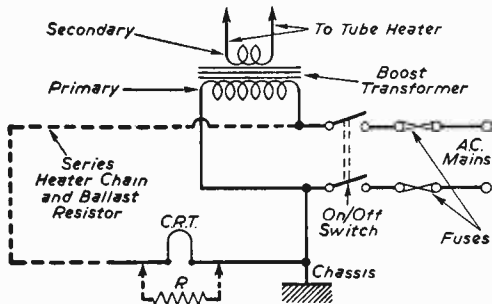 Secondary
To Tube Heater
Primary
Boost
Transformer
Series
Heater Chain
and Ballast
Resistor
A.C.
Mains
On/Off
Switch
Fuses
C.R.T.
Chassis
R